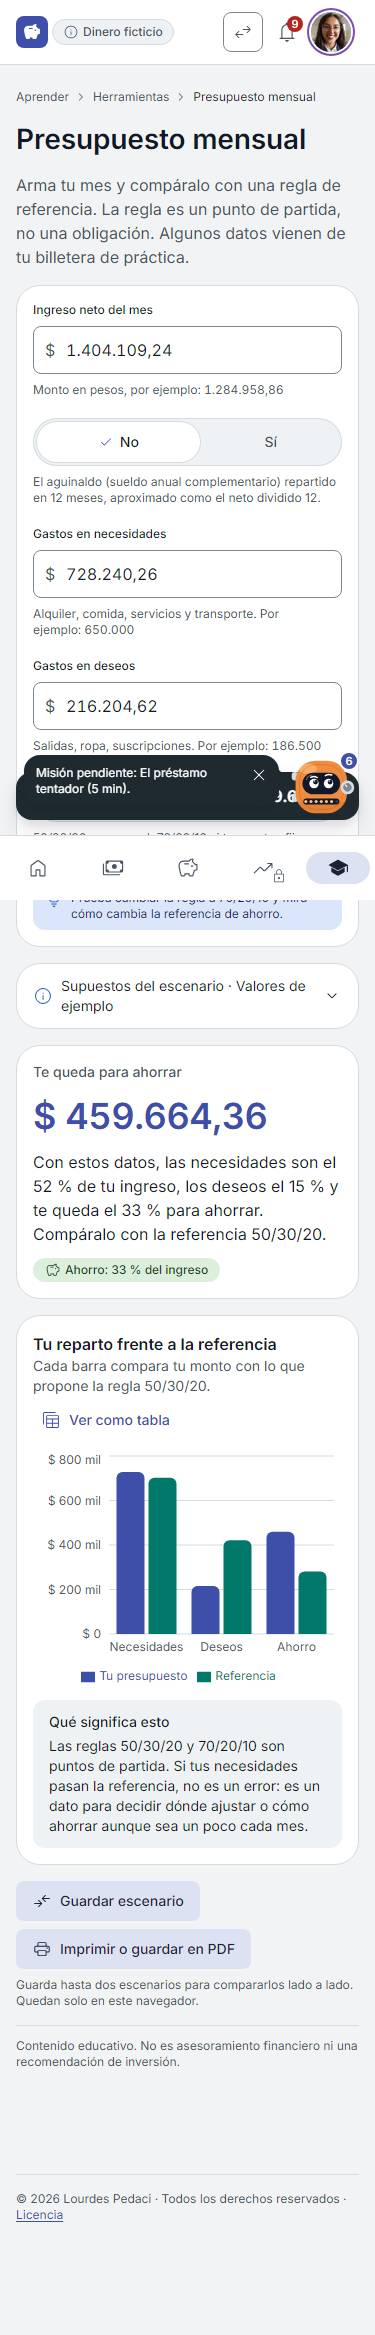 Dinero ficticio
9
Aprender > Herramientas > Presupuesto mensual
Presupuesto mensual
Arma tu mes y compáralo con una regla de
referencia. La regla es un punto de partida,
no una obligación. Algunos datos vienen de
tu billetera de práctica.
Ingreso neto del mes
$ 1.404.109,24
Monto en pesos, por ejemplo: 1.284.958,86
No
Sí
El aguinaldo (sueldo anual complementario) repartido
en 12 meses, aproximado como el neto dividido 12.
Gastos en necesidades
$ 728.240,26
Alquiler, comida, servicios y transporte. Por
ejemplo: 650.000
Gastos en deseos
$ 216.204,62
Salidas, ropa, suscripciones. Por ejemplo: 186.500
6
Misión pendiente: El préstamo
tentador (5 min).
cómo cambia la referencia de ahorro.
Supuestos del escenario · Valores de
ejemplo
Te queda para ahorrar
$ 459.664,36
Con estos datos, las necesidades son el
52 % de tu ingreso, los deseos el 15 % y
te queda el 33 % para ahorrar.
Compáralo con la referencia 50/30/20.
Ahorro: 33 % del ingreso
Tu reparto frente a la referencia
Cada barra compara tu monto con lo que
propone la regla 50/30/20.
Ver como tabla
$ 800 mil
$ 600 mil
$ 400 mil
$ 200 mil
$ 0
Necesidades Deseos Ahorro
Tu presupuesto Referencia
Qué significa esto
Las reglas 50/30/20 y 70/20/10 son
puntos de partida. Si tus necesidades
pasan la referencia, no es un error: es un
dato para decidir dónde ajustar o cómo
ahorrar aunque sea un poco cada mes.
Guardar escenario
Imprimir o guardar en PDF
Guarda hasta dos escenarios para compararlos lado a lado.
Quedan solo en este navegador.
Contenido educativo. No es asesoramiento financiero ni una
recomendación de inversión.
© 2026 Lourdes Pedaci · Todos los derechos reservados ·
Licencia